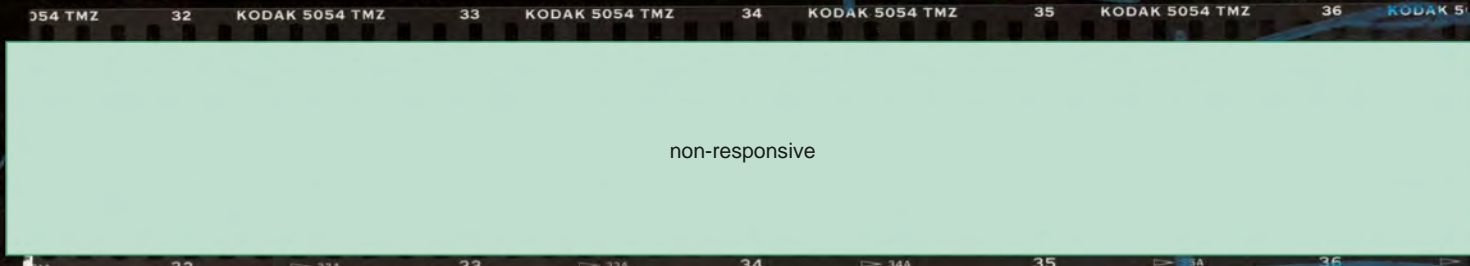 054 TMZ 32 KODAK 5054 TMZ 33 KODAK 5054 TMZ 34 KODAK 5054 TMZ 35 KODAK 5054 TMZ 36 KODAK
non-responsive
33 34 34A 35 36